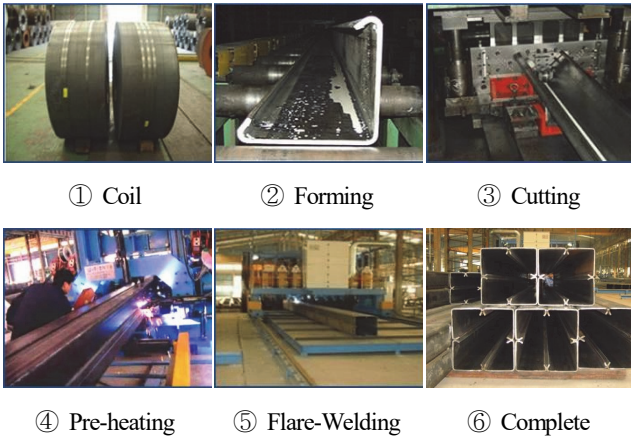 ① Coil
② Forming
③ Cutting
④ Pre-heating
⑤ Flare-Welding
⑥ Complete